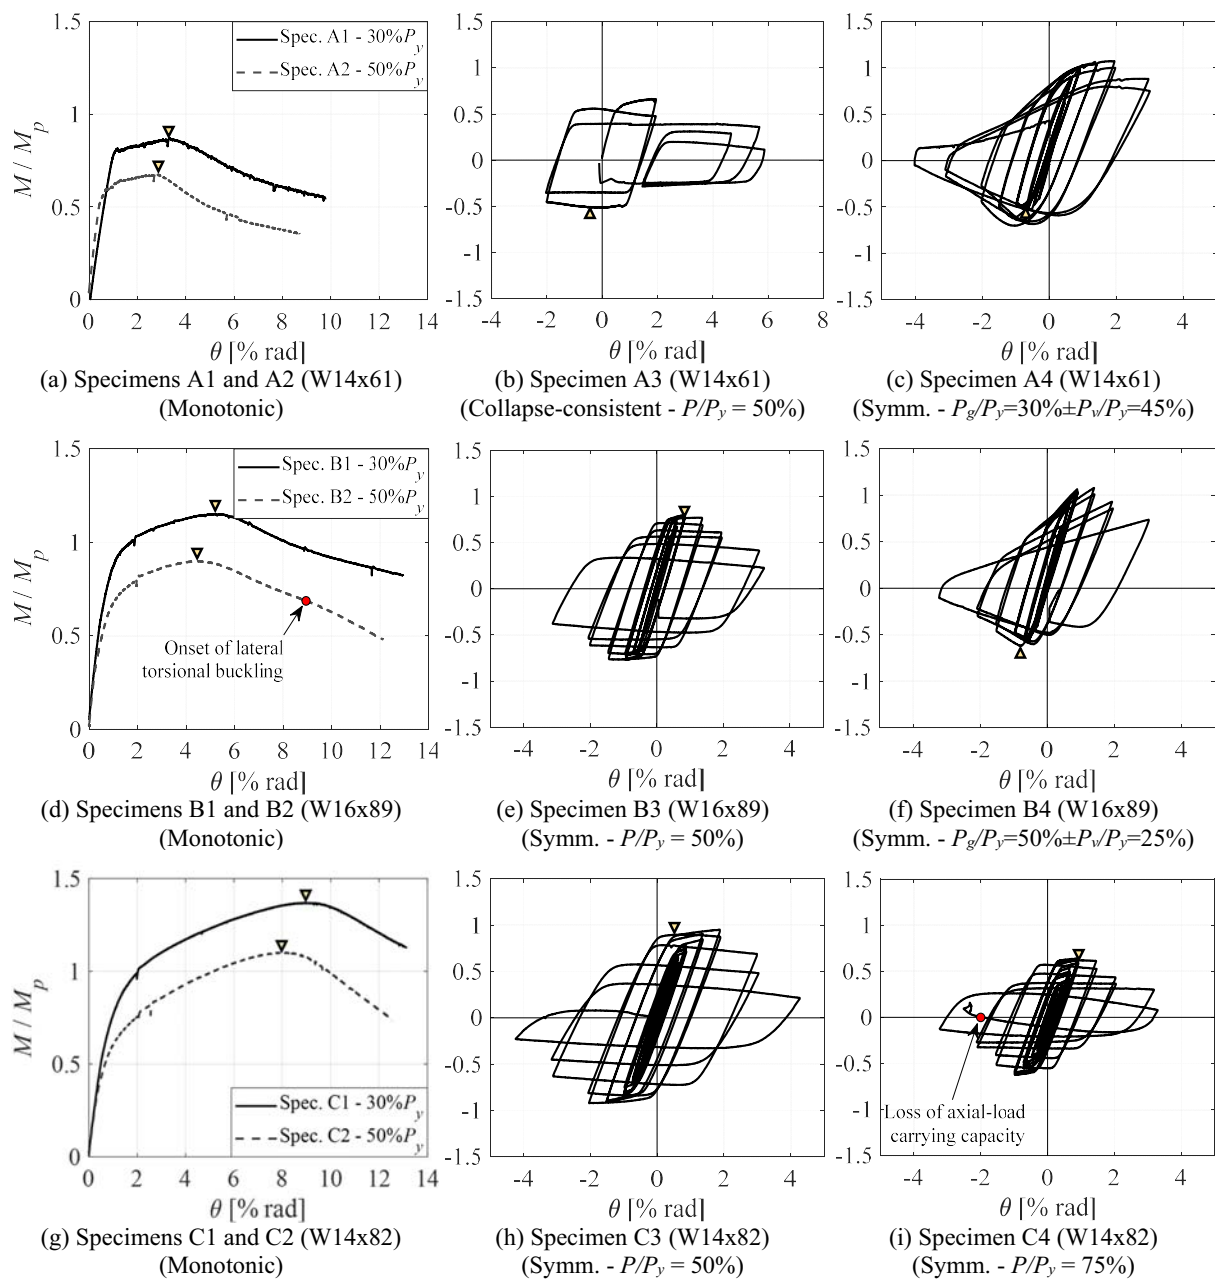 1.5
1
0.5
0
M / M_p
Spec. A1 - 30%P_y
Spec. A2 - 50%P_y
0 2 4 6 8 10 12 14
θ [% rad]
(a) Specimens A1 and A2 (W14x61)
(Monotonic)
1.5
1
0.5
0
-0.5
-1
-1.5
-4 -2 0 2 4 6 8
θ [% rad]
(b) Specimen A3 (W14x61)
(Collapse-consistent - P/P_y = 50%)
1.5
1
0.5
0
-0.5
-1
-1.5
-4 -2 0 2 4
θ [% rad]
(c) Specimen A4 (W14x61)
(Symm. - P_g/P_y=30%±P_v/P_y=45%)
1.5
1
0.5
0
M / M_p
Spec. B1 - 30%P_y
Spec. B2 - 50%P_y
Onset of lateral
torsional buckling
0 2 4 6 8 10 12 14
θ [% rad]
(d) Specimens B1 and B2 (W16x89)
(Monotonic)
1.5
1
0.5
0
-0.5
-1
-1.5
-4 -2 0 2 4
θ [% rad]
(e) Specimen B3 (W16x89)
(Symm. - P/P_y = 50%)
1.5
1
0.5
0
-0.5
-1
-1.5
-4 -2 0 2 4
θ [% rad]
(f) Specimen B4 (W16x89)
(Symm. - P_g/P_y=50%±P_v/P_y=25%)
1.5
1
0.5
0
M / M_p
Spec. C1 - 30%P_y
Spec. C2 - 50%P_y
0 2 4 6 8 10 12 14
θ [% rad]
(g) Specimens C1 and C2 (W14x82)
(Monotonic)
1.5
1
0.5
0
-0.5
-1
-1.5
-4 -2 0 2 4
θ [% rad]
(h) Specimen C3 (W14x82)
(Symm. - P/P_y = 50%)
1.5
1
0.5
0
-0.5
-1
-1.5
Loss of axial-load
carrying capacity
-4 -2 0 2 4
θ [% rad]
(i) Specimen C4 (W14x82)
(Symm. - P/P_y = 75%)